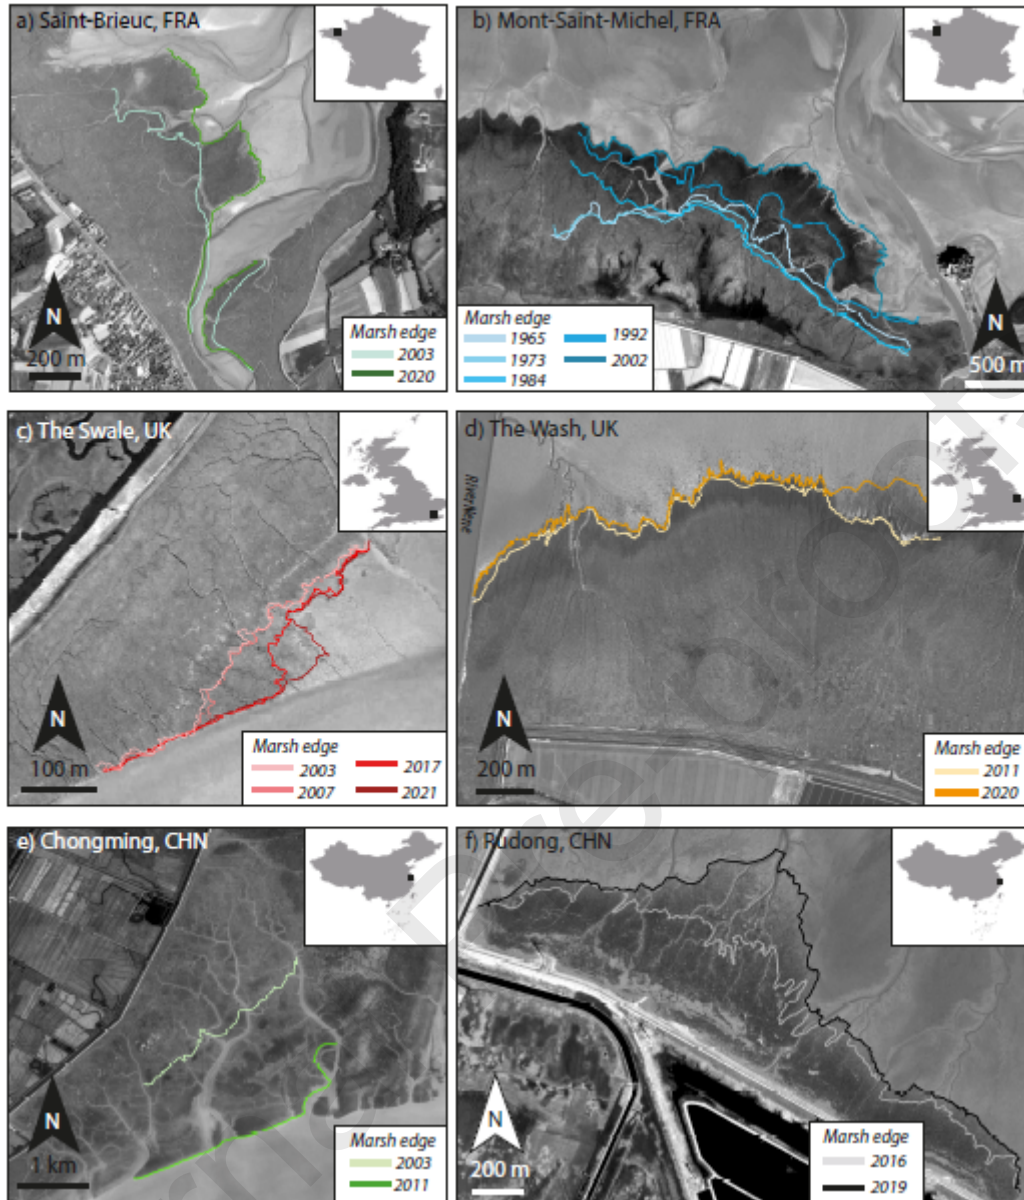 a) Saint-Brieuc, FRA
N
200 m
Marsh edge
2003
2020
b) Mont-Saint-Michel, FRA
Marsh edge
1965
1973
1984
1992
2002
N
500 m
c) The Swale, UK
N
100 m
Marsh edge
2003
2007
2017
2021
d) The Wash, UK
River Nene
N
200 m
Marsh edge
2011
2020
e) Chongming, CHN
N
1 km
Marsh edge
2003
2011
f) Rudong, CHN
N
200 m
Marsh edge
2016
2019